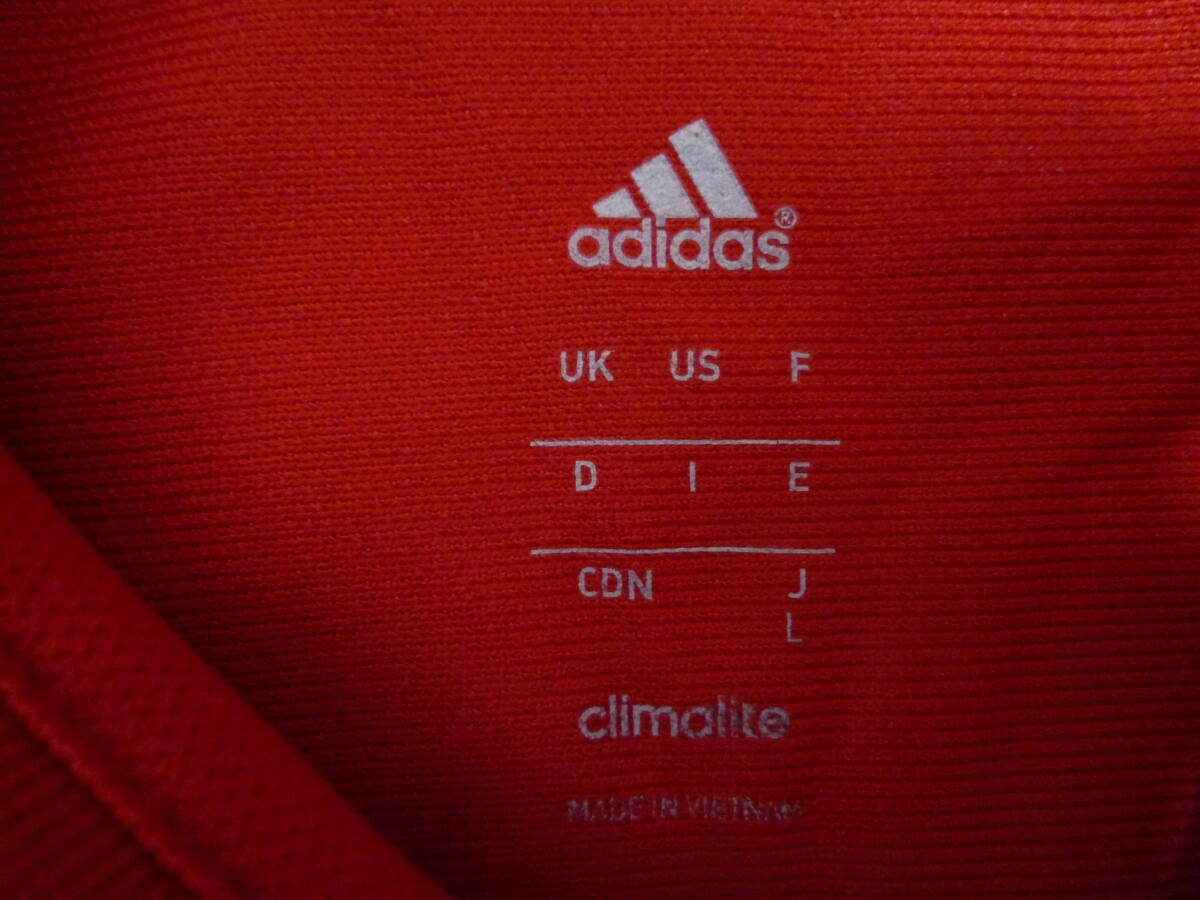 adidas®
UK US F
D I E
CDN J
L
climalite
MADE IN VIETNAM